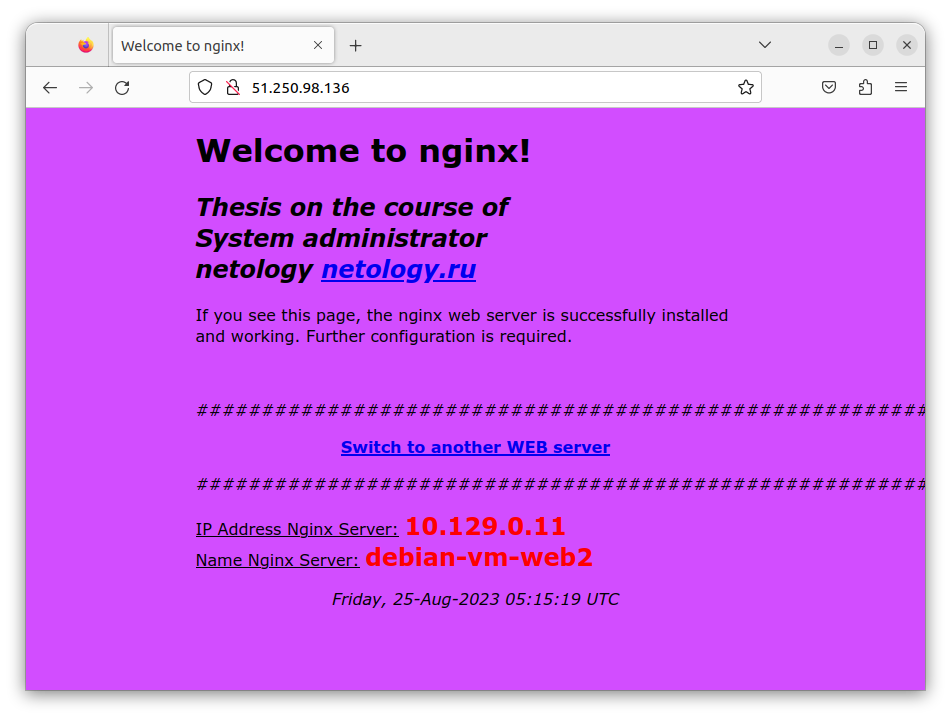 Welcome to nginx!
51.250.98.136
Welcome to nginx!
Thesis on the course of
System administrator
netology netology.ru
If you see this page, the nginx web server is successfully installed
and working. Further configuration is required.
########################################################
Switch to another WEB server
########################################################
IP Address Nginx Server: 10.129.0.11
Name Nginx Server: debian-vm-web2
Friday, 25-Aug-2023 05:15:19 UTC